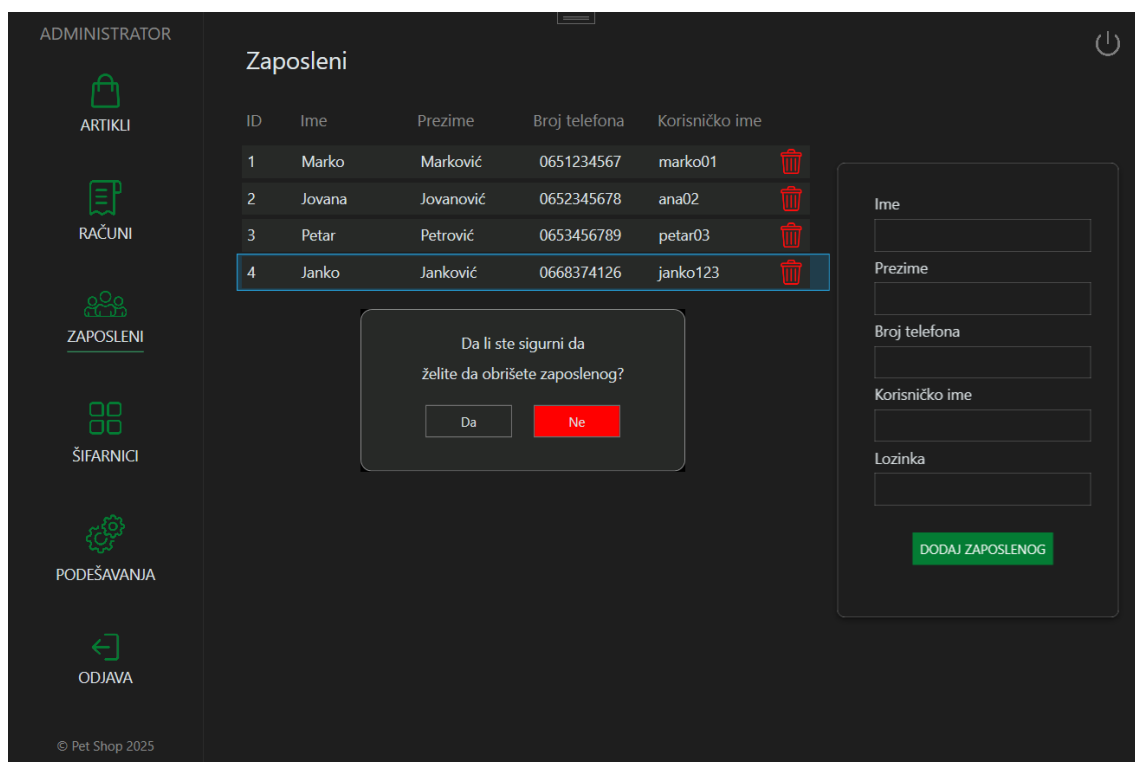 ADMINISTRATOR
ARTIKLI
RAČUNI
ZAPOSLENI
ŠIFARNICI
PODEŠAVANJA
ODJAVA
© Pet Shop 2025
Zaposleni
ID Ime Prezime Broj telefona Korisničko ime
1 Marko Marković 0651234567 marko01
2 Jovana Jovanović 0652345678 ana02
3 Petar Petrović 0653456789 petar03
4 Janko Janković 0668374126 janko123
Da li ste sigurni da
želite da obrišete zaposlenog?
Da Ne
Ime
Prezime
Broj telefona
Korisničko ime
Lozinka
DODAJ ZAPOSLENOG